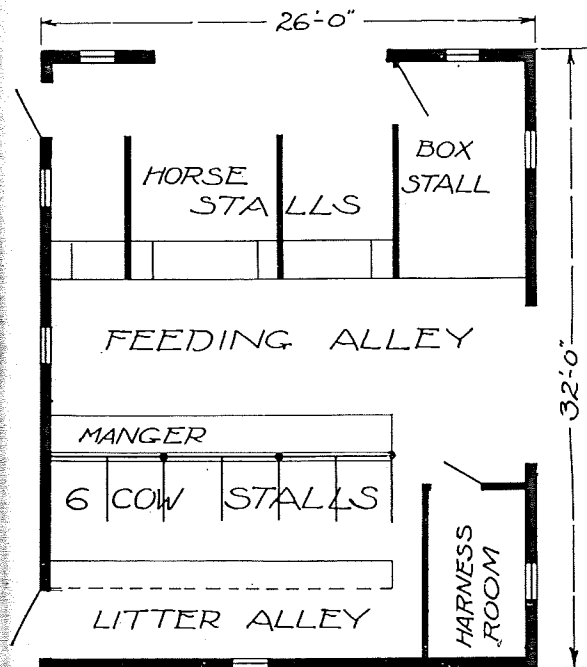 26'-0"
HORSE
STALLS
BOX
STALL
FEEDING ALLEY
32'-0"
MANGER
6 COW STALLS
LITTER ALLEY
HARNESS
ROOM